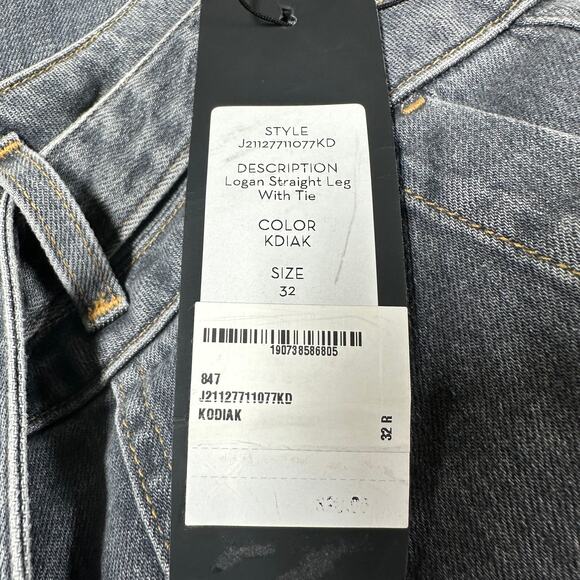 STYLE
J21127711077KD
DESCRIPTION
Logan Straight Leg
With Tie
COLOR
KDIAK
SIZE
32
190738586805
847
J21127711077KD
KODIAK
32 R